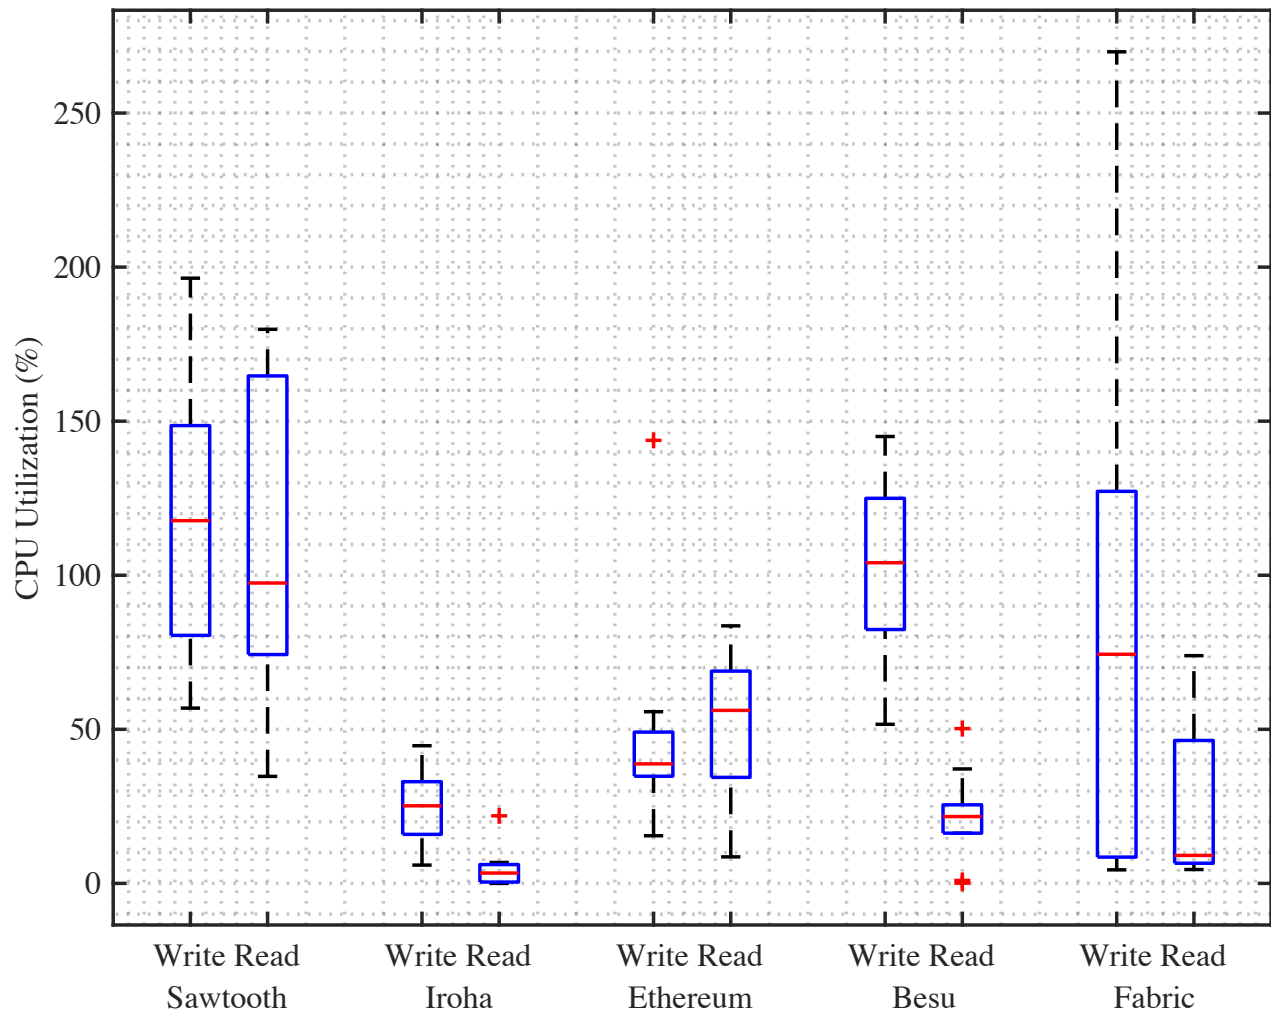 CPU Utilization (%)
250
200
150
100
50
0
Write Read Write Read Write Read Write Read Write Read
Sawtooth Iroha Ethereum Besu Fabric